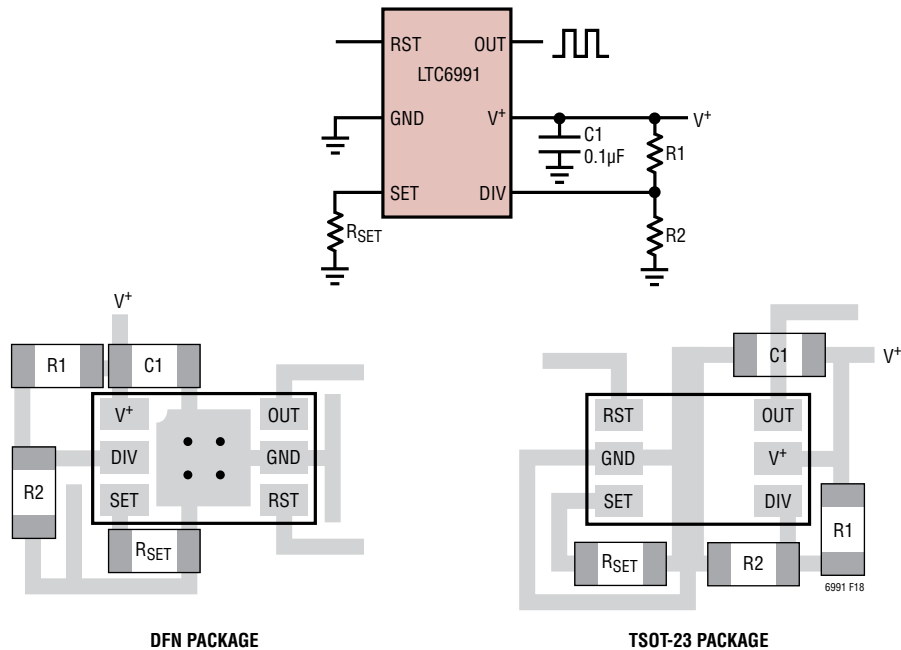 RST
OUT
LTC6991
GND
V+
V+
C1
0.1µF
R1
SET
DIV
RSET
R2
V+
R1
C1
V+
OUT
DIV
GND
R2
SET
RST
RSET
DFN PACKAGE
C1
V+
RST
OUT
GND
V+
SET
DIV
R1
RSET
R2
6991 F18
TSOT-23 PACKAGE